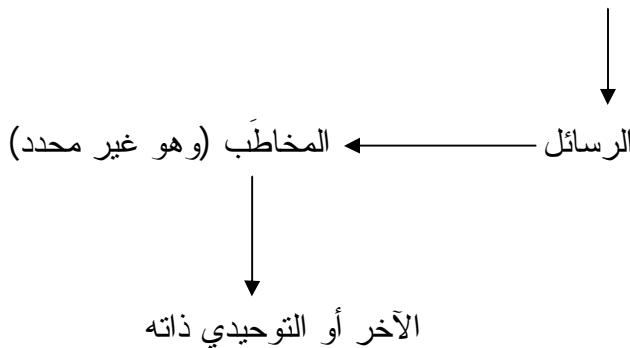 الرسائل المخاطَب (وهو غير محدد)
الآخر أو التوحيدي ذاته